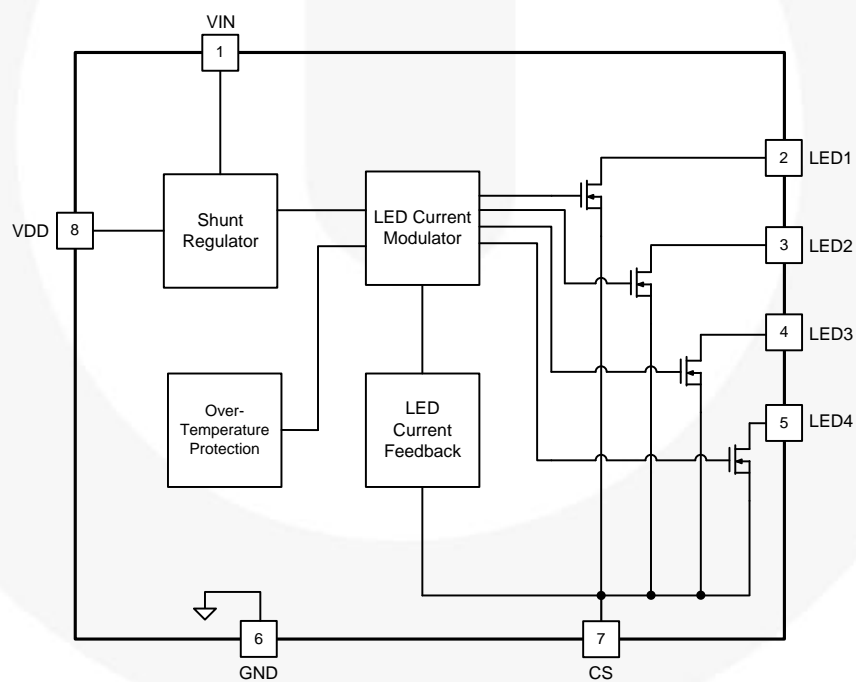 VIN
1
2 LED1
Shunt
Regulator
LED Current
Modulator
VDD 8
3 LED2
4 LED3
Over-
Temperature
Protection
LED
Current
Feedback
5 LED4
6
GND
7
CS